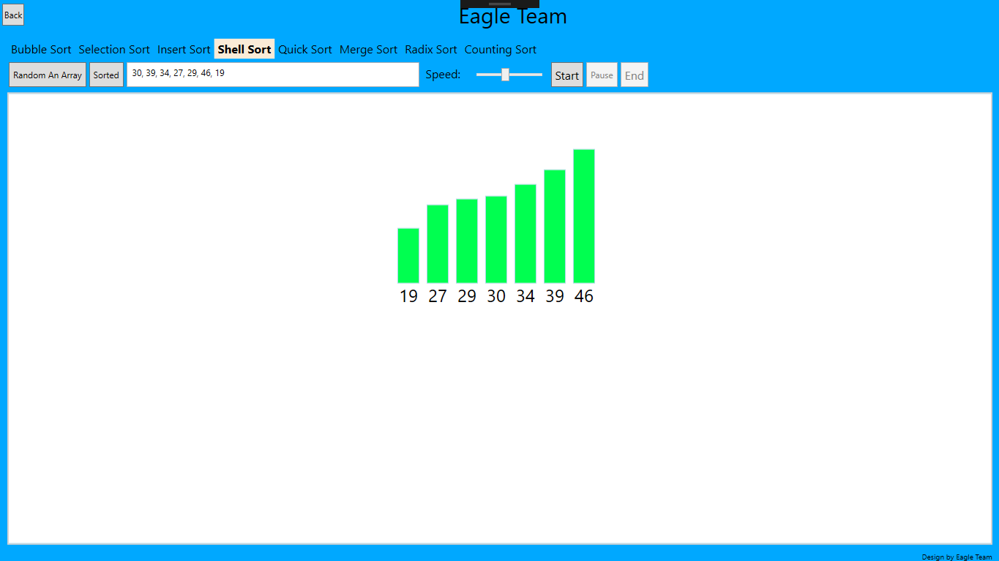 Eagle Team
Back
Bubble Sort Selection Sort Insert Sort Shell Sort Quick Sort Merge Sort Radix Sort Counting Sort
Random An Array Sorted 30, 39, 34, 27, 29, 46, 19 Speed: Start Pause End
19 27 29 30 34 39 46
Design by Eagle Team